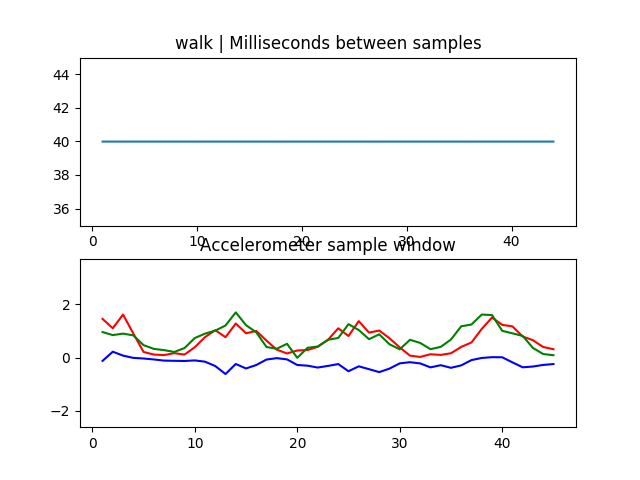 walk | Milliseconds between samples
44
42
40
38
36
0 10 20 30 40
Accelerometer sample window
2
0
−2
0 10 20 30 40